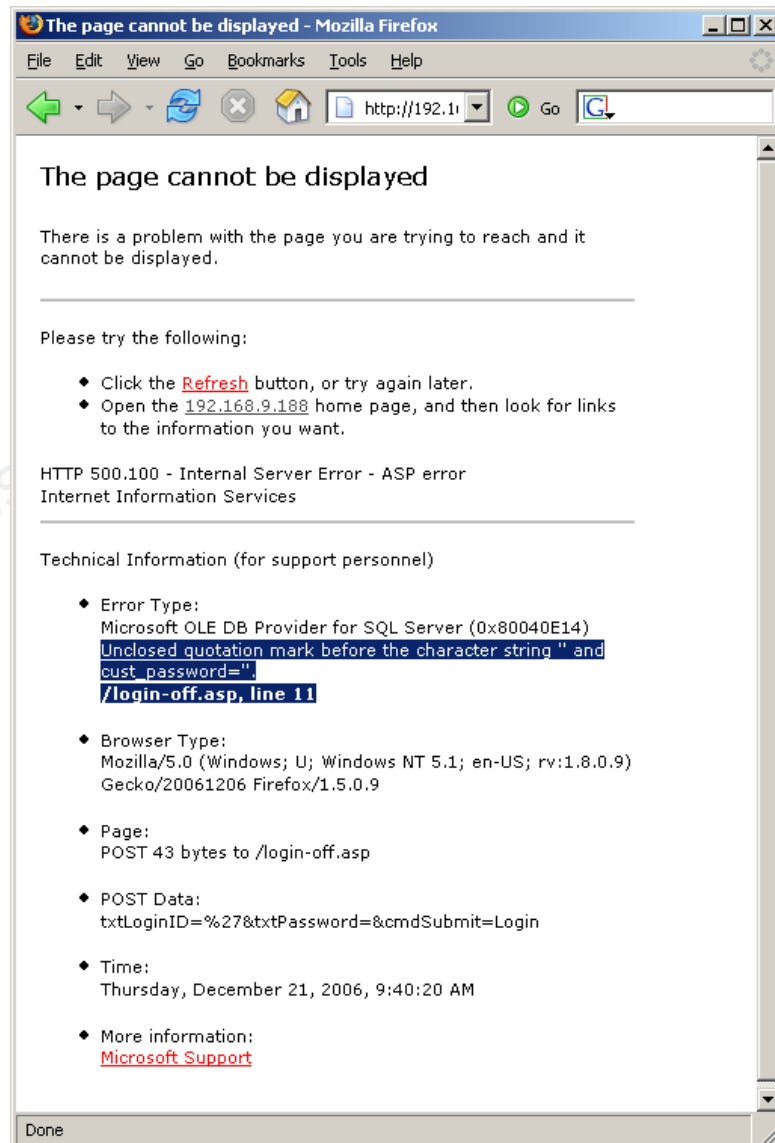 The page cannot be displayed - Mozilla Firefox
File Edit View Go Bookmarks Tools Help
http://192.1 Go G
The page cannot be displayed
There is a problem with the page you are trying to reach and it
cannot be displayed.
Please try the following:
Click the Refresh button, or try again later.
Open the 192.168.9.188 home page, and then look for links
to the information you want.
HTTP 500.100 - Internal Server Error - ASP error
Internet Information Services
Technical Information (for support personnel)
Error Type:
Microsoft OLE DB Provider for SQL Server (0x80040E14)
Unclosed quotation mark before the character string '' and
cust_password=''.
/login-off.asp, line 11
Browser Type:
Mozilla/5.0 (Windows; U; Windows NT 5.1; en-US; rv:1.8.0.9)
Gecko/20061206 Firefox/1.5.0.9
Page:
POST 43 bytes to /login-off.asp
POST Data:
txtLoginID=%27&txtPassword=&cmdSubmit=Login
Time:
Thursday, December 21, 2006, 9:40:20 AM
More information:
Microsoft Support
Done